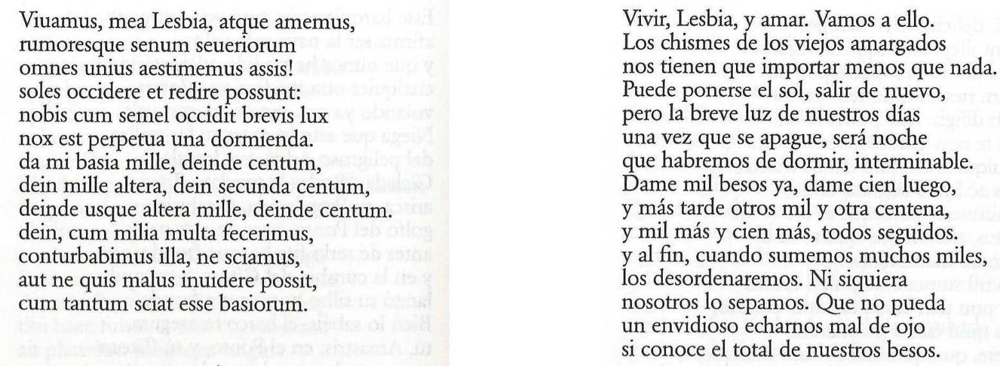 Viuamus, mea Lesbia, atque amemus,
rumoresque senum seueriorum
omnes unius aestimemus assis!
soles occidere et redire possunt:
nobis cum semel occidit brevis lux
nox est perpetua una dormienda.
da mi basia mille, deinde centum,
dein mille altera, dein secunda centum,
deinde usque altera mille, deinde centum.
dein, cum milia multa fecerimus,
conturbabimus illa, ne sciamus,
aut ne quis malus inuidere possit,
cum tantum sciat esse basiorum.
Vivir, Lesbia, y amar. Vamos a ello.
Los chismes de los viejos amargados
nos tienen que importar menos que nada.
Puede ponerse el sol, salir de nuevo,
pero la breve luz de nuestros días
una vez que se apague, será noche
que habremos de dormir, interminable.
Dame mil besos ya, dame cien luego,
y más tarde otros mil y otra centena,
y mil más y cien más, todos seguidos.
y al fin, cuando sumemos muchos miles,
los desordenaremos. Ni siquiera
nosotros lo sepamos. Que no pueda
un envidioso echarnos mal de ojo
si conoce el total de nuestros besos.